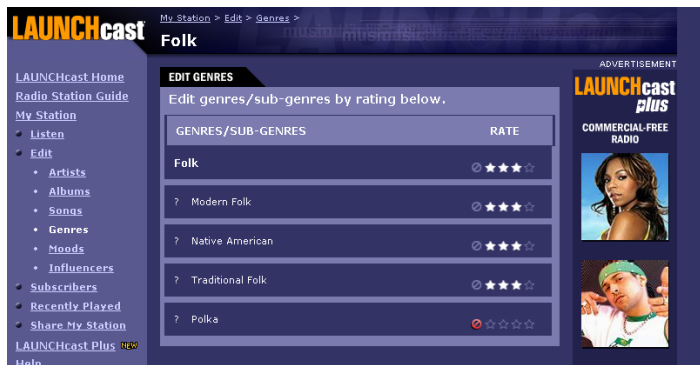 LAUNCHcast
My Station > Edit > Genres >
Folk
LAUNCHcast Home
Radio Station Guide
My Station
Listen
Edit
Artists
Albums
Songs
Genres
Moods
Influencers
Subscribers
Recently Played
Share My Station
LAUNCHcast Plus NEW
Help
EDIT GENRES
Edit genres/sub-genres by rating below.
GENRES/SUB-GENRES RATE
Folk
? Modern Folk
? Native American
? Traditional Folk
? Polka
ADVERTISEMENT
LAUNCHcast
plus
COMMERCIAL-FREE
RADIO